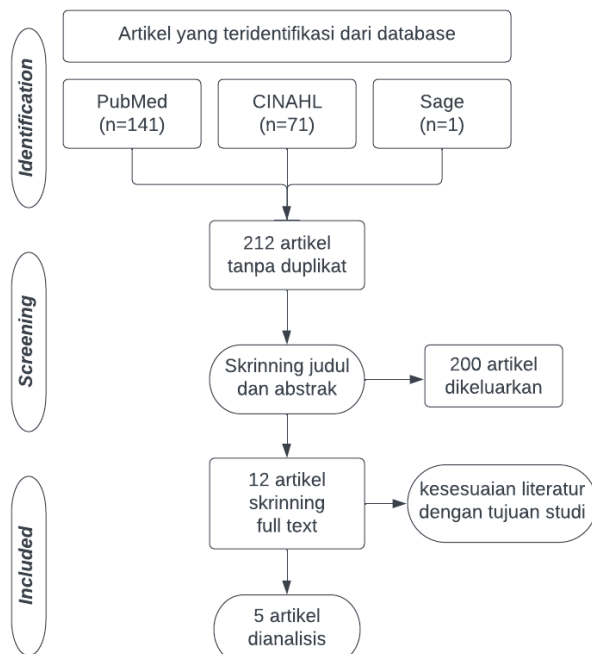 Identification
Artikel yang teridentifikasi dari database
PubMed
(n=141)
CINAHL
(n=71)
Sage
(n=1)
212 artikel
tanpa duplikat
Screening
Skrinning judul
dan abstrak
200 artikel
dikeluarkan
Included
12 artikel
skrinning
full text
kesesuaian literatur
dengan tujuan studi
5 artikel
dianalisis